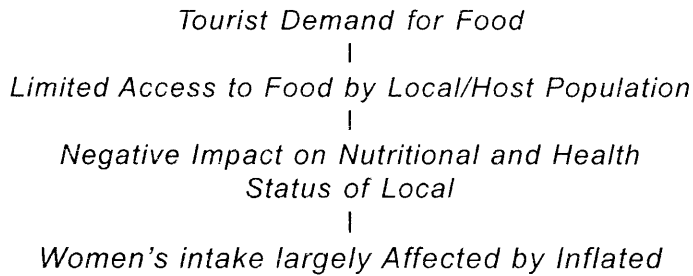 Tourist Demand for Food
Limited Access to Food by Local/Host Population
Negative Impact on Nutritional and Health
Status of Local
Women's intake largely Affected by Inflated